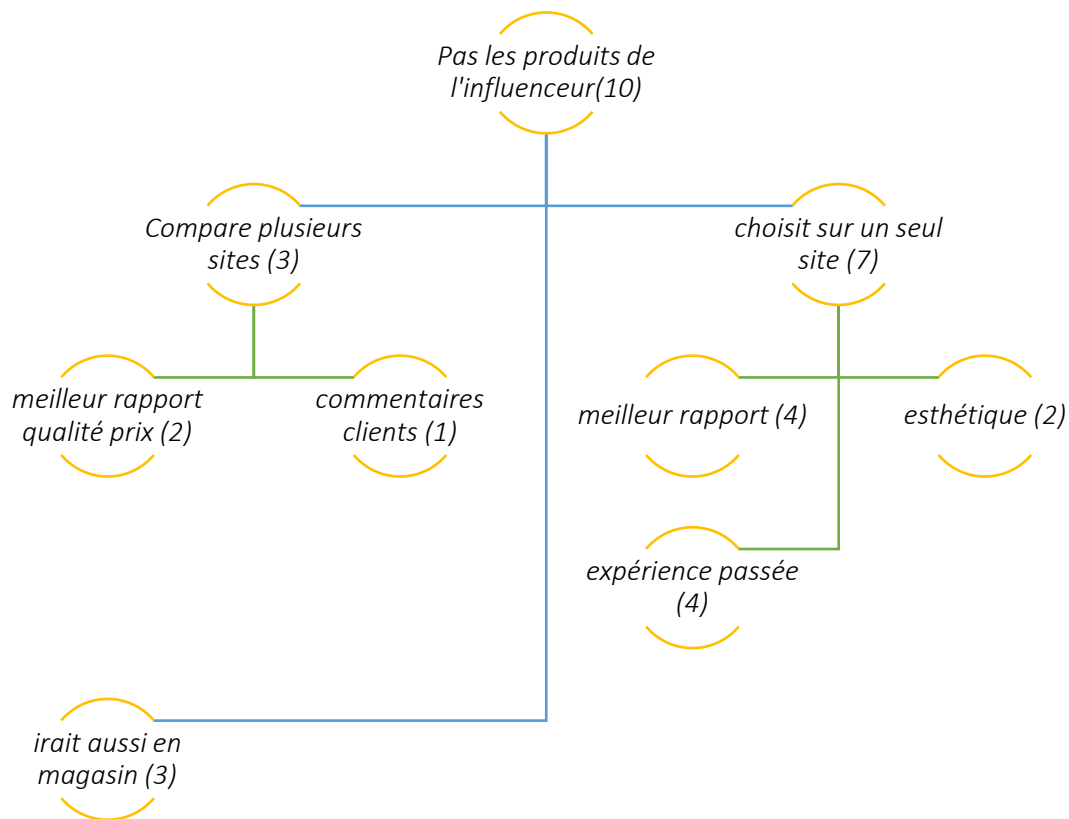 Pas les produits de
l'influenceur(10)
Compare plusieurs
sites (3)
choisit sur un seul
site (7)
meilleur rapport
qualité prix (2)
commentaires
clients (1)
meilleur rapport (4)
esthétique (2)
expérience passée
(4)
irait aussi en
magasin (3)